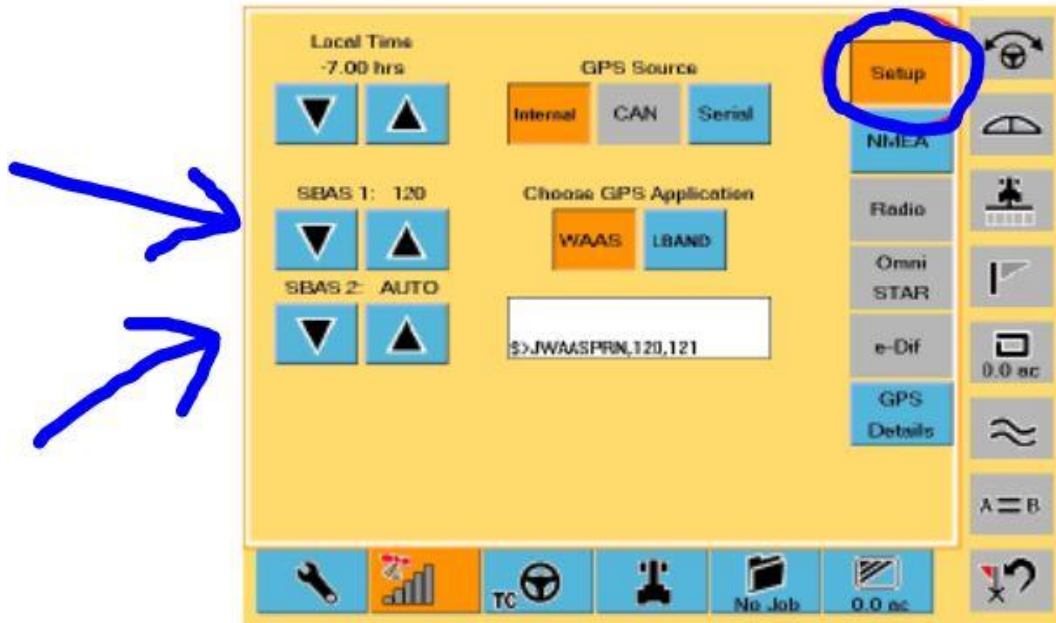 Local Time
-7.00 hrs
GPS Source
Internal
CAN
Serial
SBAS 1: 120
Choose GPS Application
WAAS
LBAND
SBAS 2: AUTO
$>JWAASPRN,120,121
Setup
NMEA
Radio
Omni
STAR
e-Dif
GPS
Details
0.0 ac
A = B
TC
No Job
0.0 ac